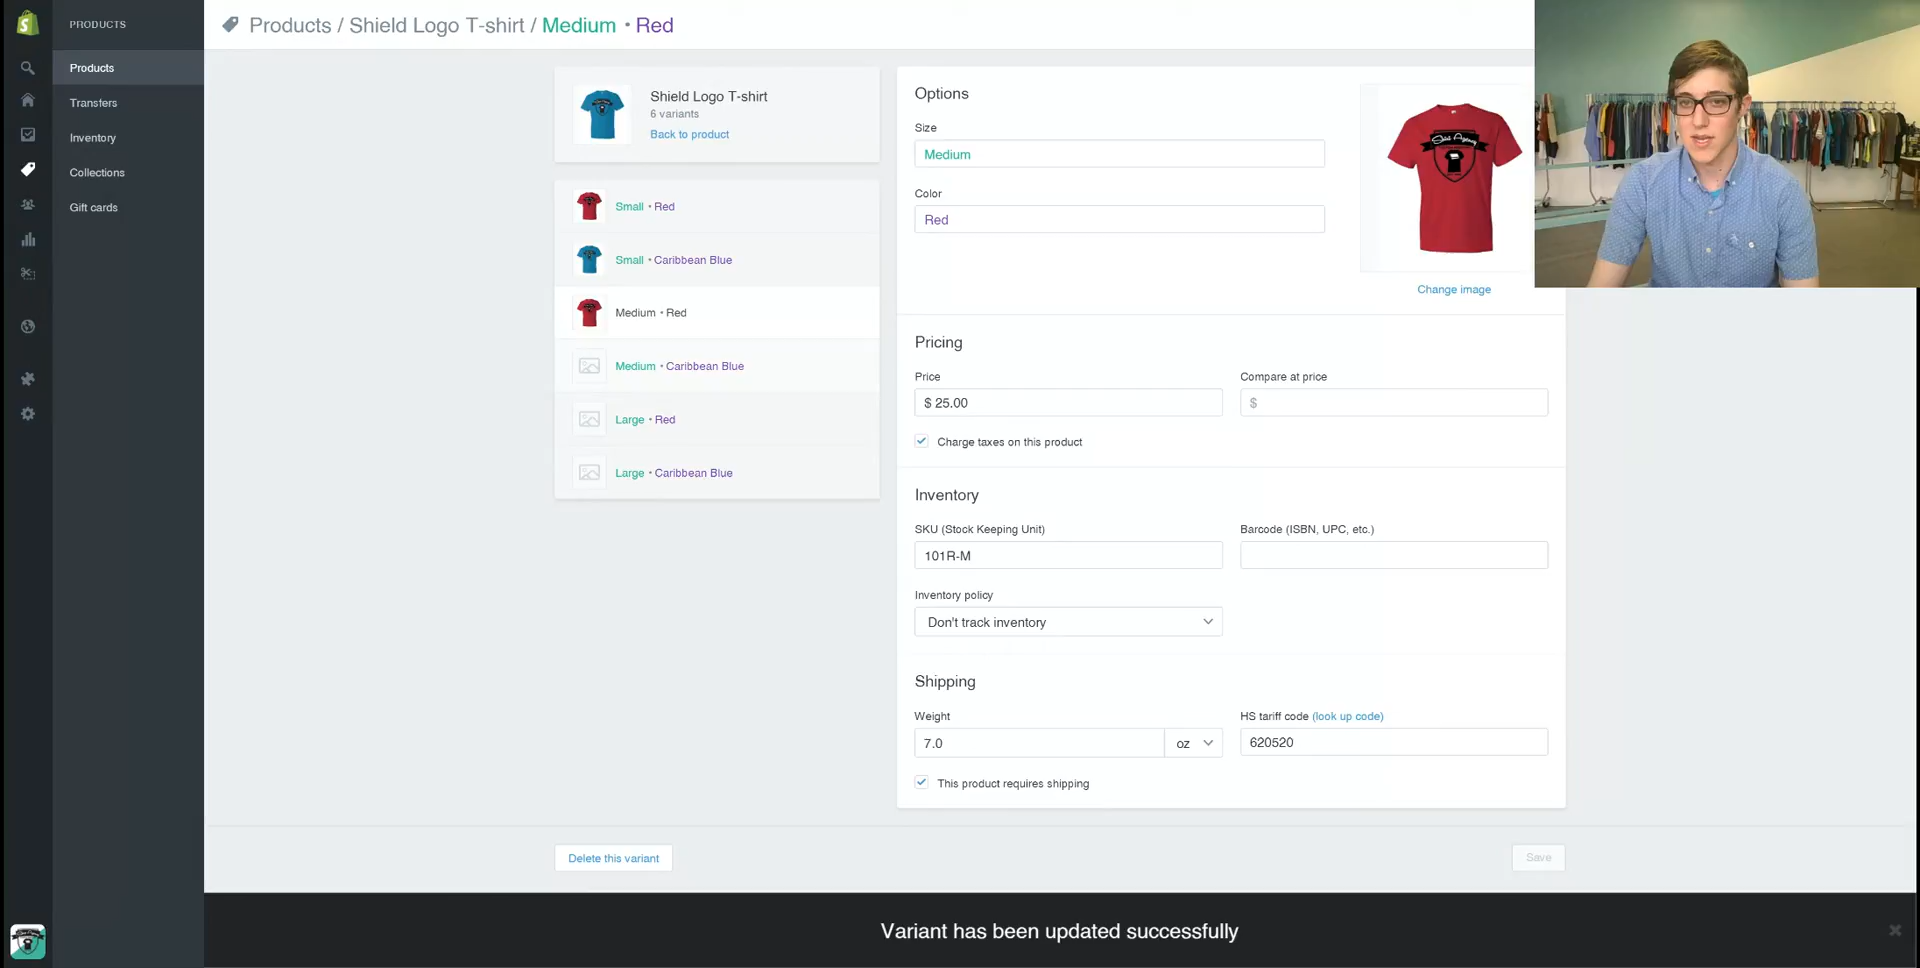 PRODUCTS
Products
Transfers
Inventory
Collections
Gift cards
Products / Shield Logo T-shirt / Medium • Red
Shield Logo T-shirt
6 variants
Back to product
Small • Red
Small • Caribbean Blue
Medium • Red
Medium • Caribbean Blue
Large • Red
Large • Caribbean Blue
Options
Size
Medium
Color
Red
Change image
Pricing
Price
Compare at price
$ 25.00
$
Charge taxes on this product
Inventory
SKU (Stock Keeping Unit)
Barcode (ISBN, UPC, etc.)
101R-M
Inventory policy
Don't track inventory
Shipping
Weight
HS tariff code (look up code)
7.0
oz
620520
This product requires shipping
Delete this variant
Save
Variant has been updated successfully